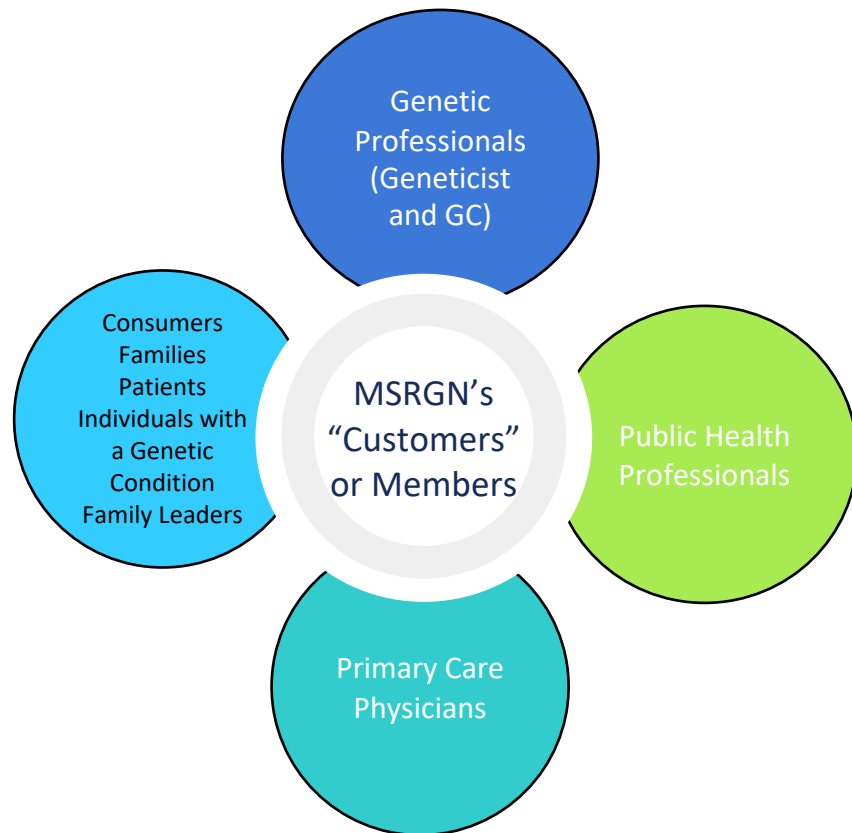 Genetic
Professionals
(Geneticist
and GC)
Consumers
Families
Patients
Individuals with
a Genetic
Condition
Family Leaders
MSRGN’s
“Customers”
or Members
Public Health
Professionals
Primary Care
Physicians